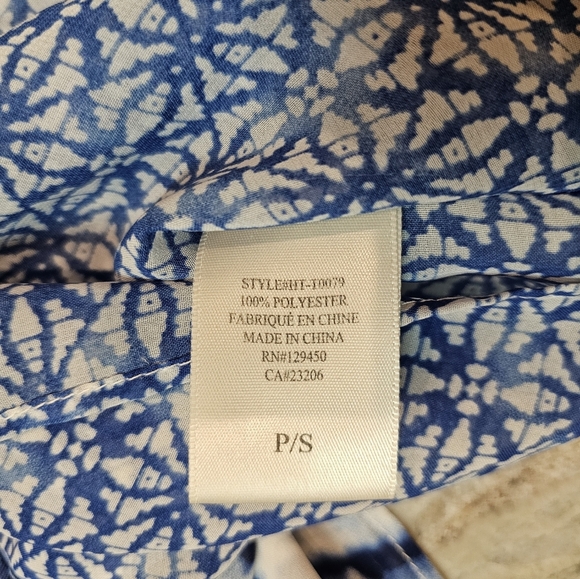 STYLE#HT-T0079
100% POLYESTER
FABRIQUÉ EN CHINE
MADE IN CHINA
RN#129450
CA#23206
P/S